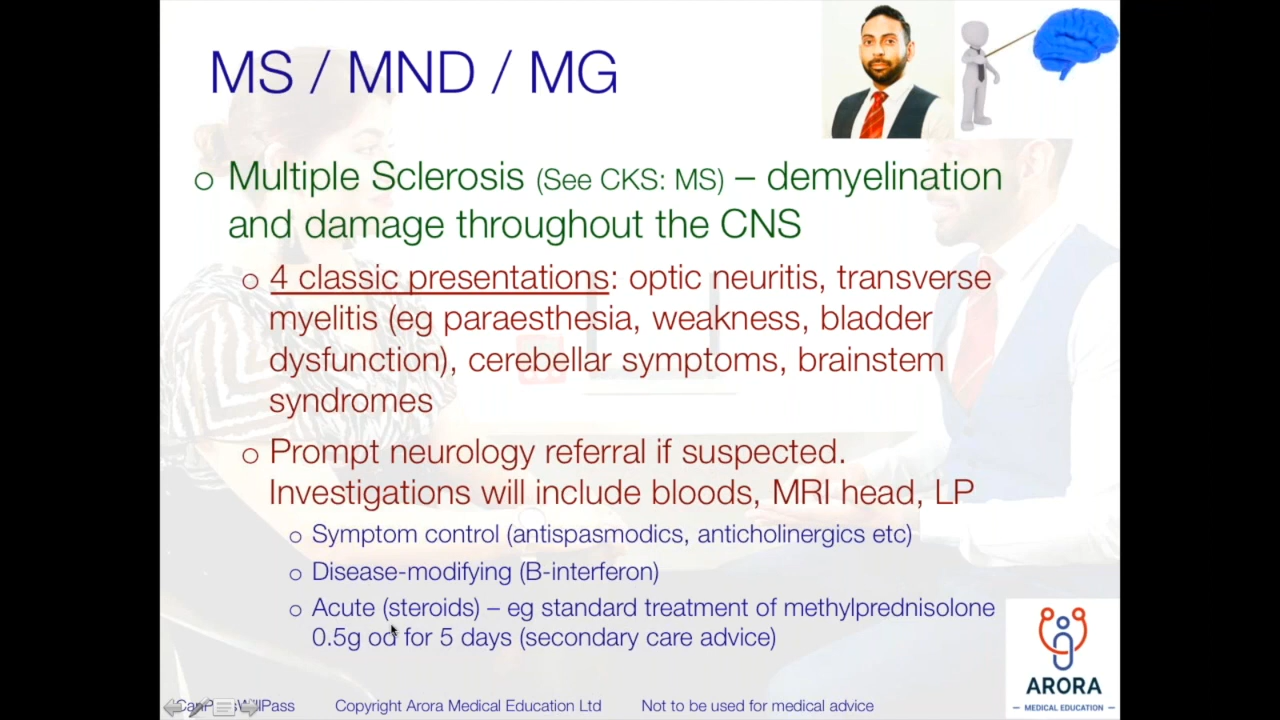 MS / MND / MG
o Multiple Sclerosis (See CKS: MS) – demyelination
and damage throughout the CNS
o 4 classic presentations: optic neuritis, transverse
myelitis (eg paraesthesia, weakness, bladder
dysfunction), cerebellar symptoms, brainstem
syndromes
o Prompt neurology referral if suspected.
Investigations will include bloods, MRI head, LP
o Symptom control (antispasmodics, anticholinergics etc)
o Disease-modifying (B-interferon)
o Acute (steroids) – eg standard treatment of methylprednisolone
0.5g od for 5 days (secondary care advice)
ARORA
– MEDICAL EDUCATION –
Copyright Arora Medical Education Ltd Not to be used for medical advice